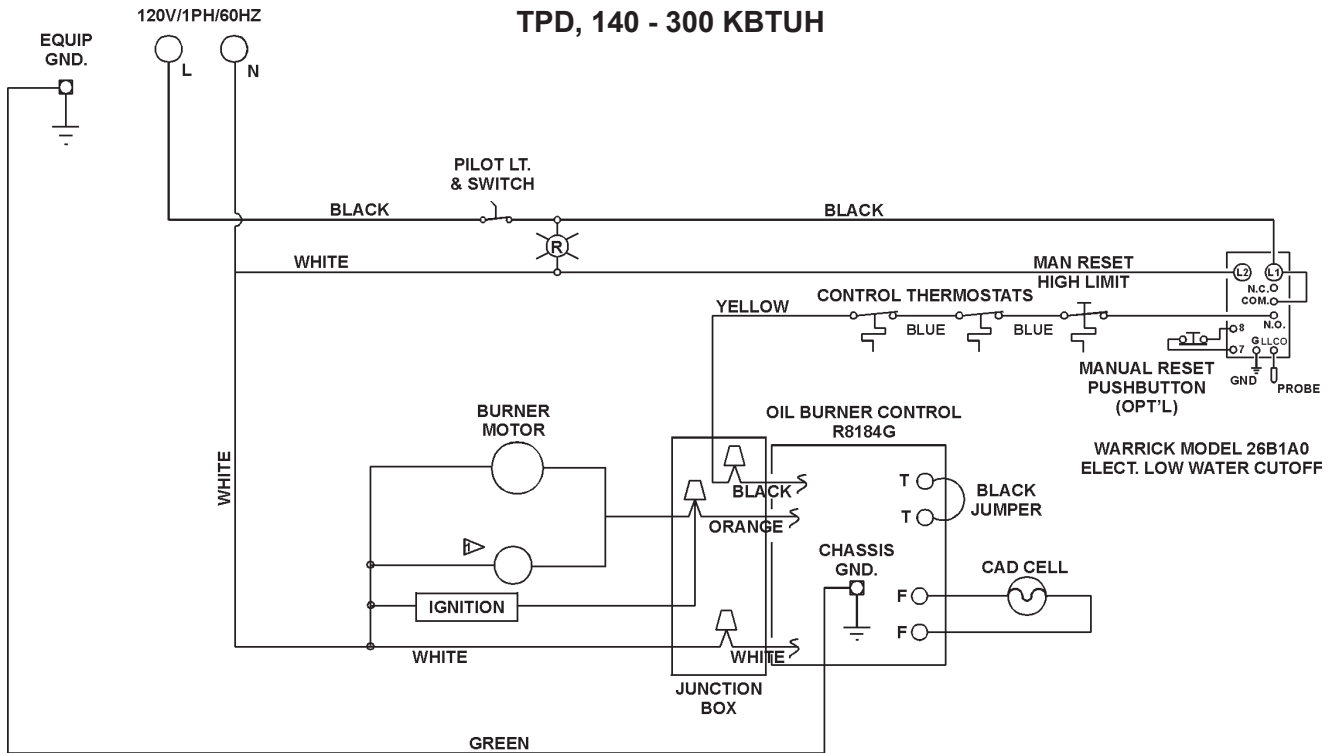 TPD, 140 - 300 KBTUH
120V/1PH/60HZ
EQUIP
GND.
L
N
PILOT LT.
& SWITCH
BLACK
BLACK
R
WHITE
MAN RESET
HIGH LIMIT
L2
L1
N.C.
COM.
N.O.
YELLOW
CONTROL THERMOSTATS
BLUE
BLUE
8
7
G
LLCO
GND
PROBE
MANUAL RESET
PUSHBUTTON
(OPT'L)
WARRICK MODEL 26B1A0
ELECT. LOW WATER CUTOFF
BURNER
MOTOR
OIL BURNER CONTROL
R8184G
WHITE
BLACK
ORANGE
T
T
BLACK
JUMPER
1
CHASSIS
GND.
CAD CELL
IGNITION
F
F
WHITE
WHITE
JUNCTION
BOX
GREEN